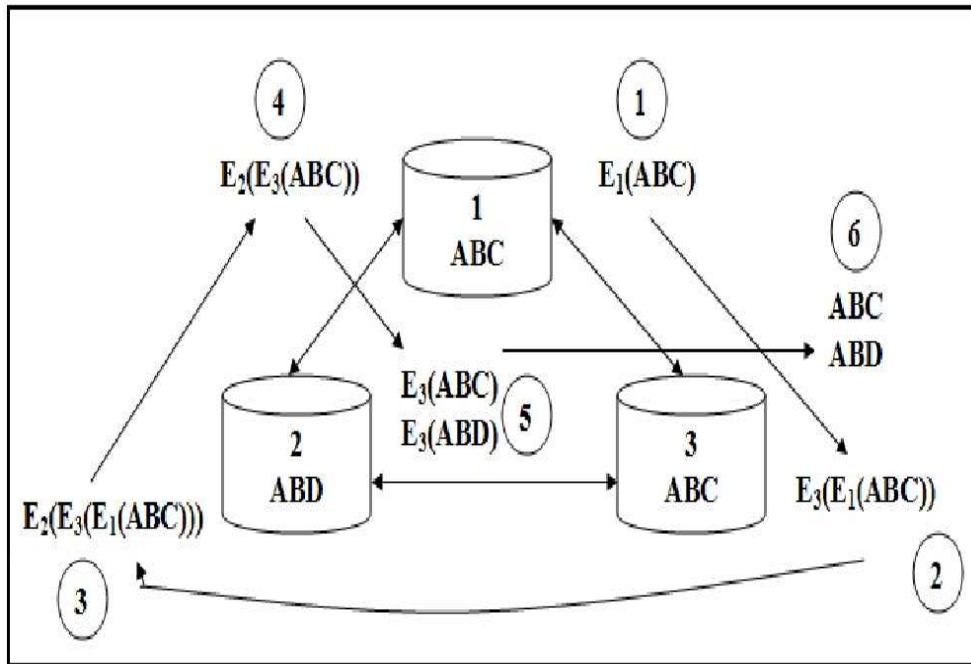 4
1
E₂(E₃(ABC))
E₁(ABC)
1
ABC
6
ABC
ABD
E₃(ABC)
E₃(ABD)
5
2
ABD
3
ABC
E₃(E₁(ABC))
E₂(E₃(E₁(ABC)))
3
2